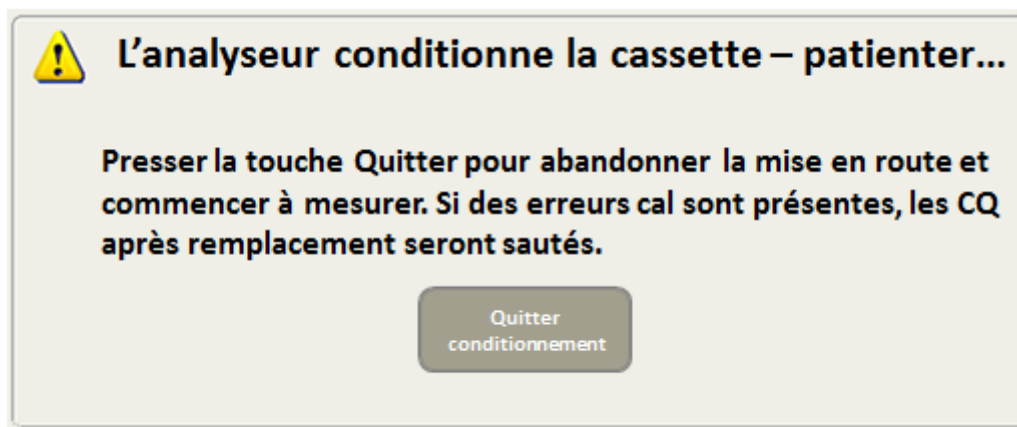 L’analyseur conditionne la cassette – patienter...
Presser la touche Quitter pour abandonner la mise en route et
commencer à mesurer. Si des erreurs cal sont présentes, les CQ
après remplacement seront sautés.
Quitter
conditionnement